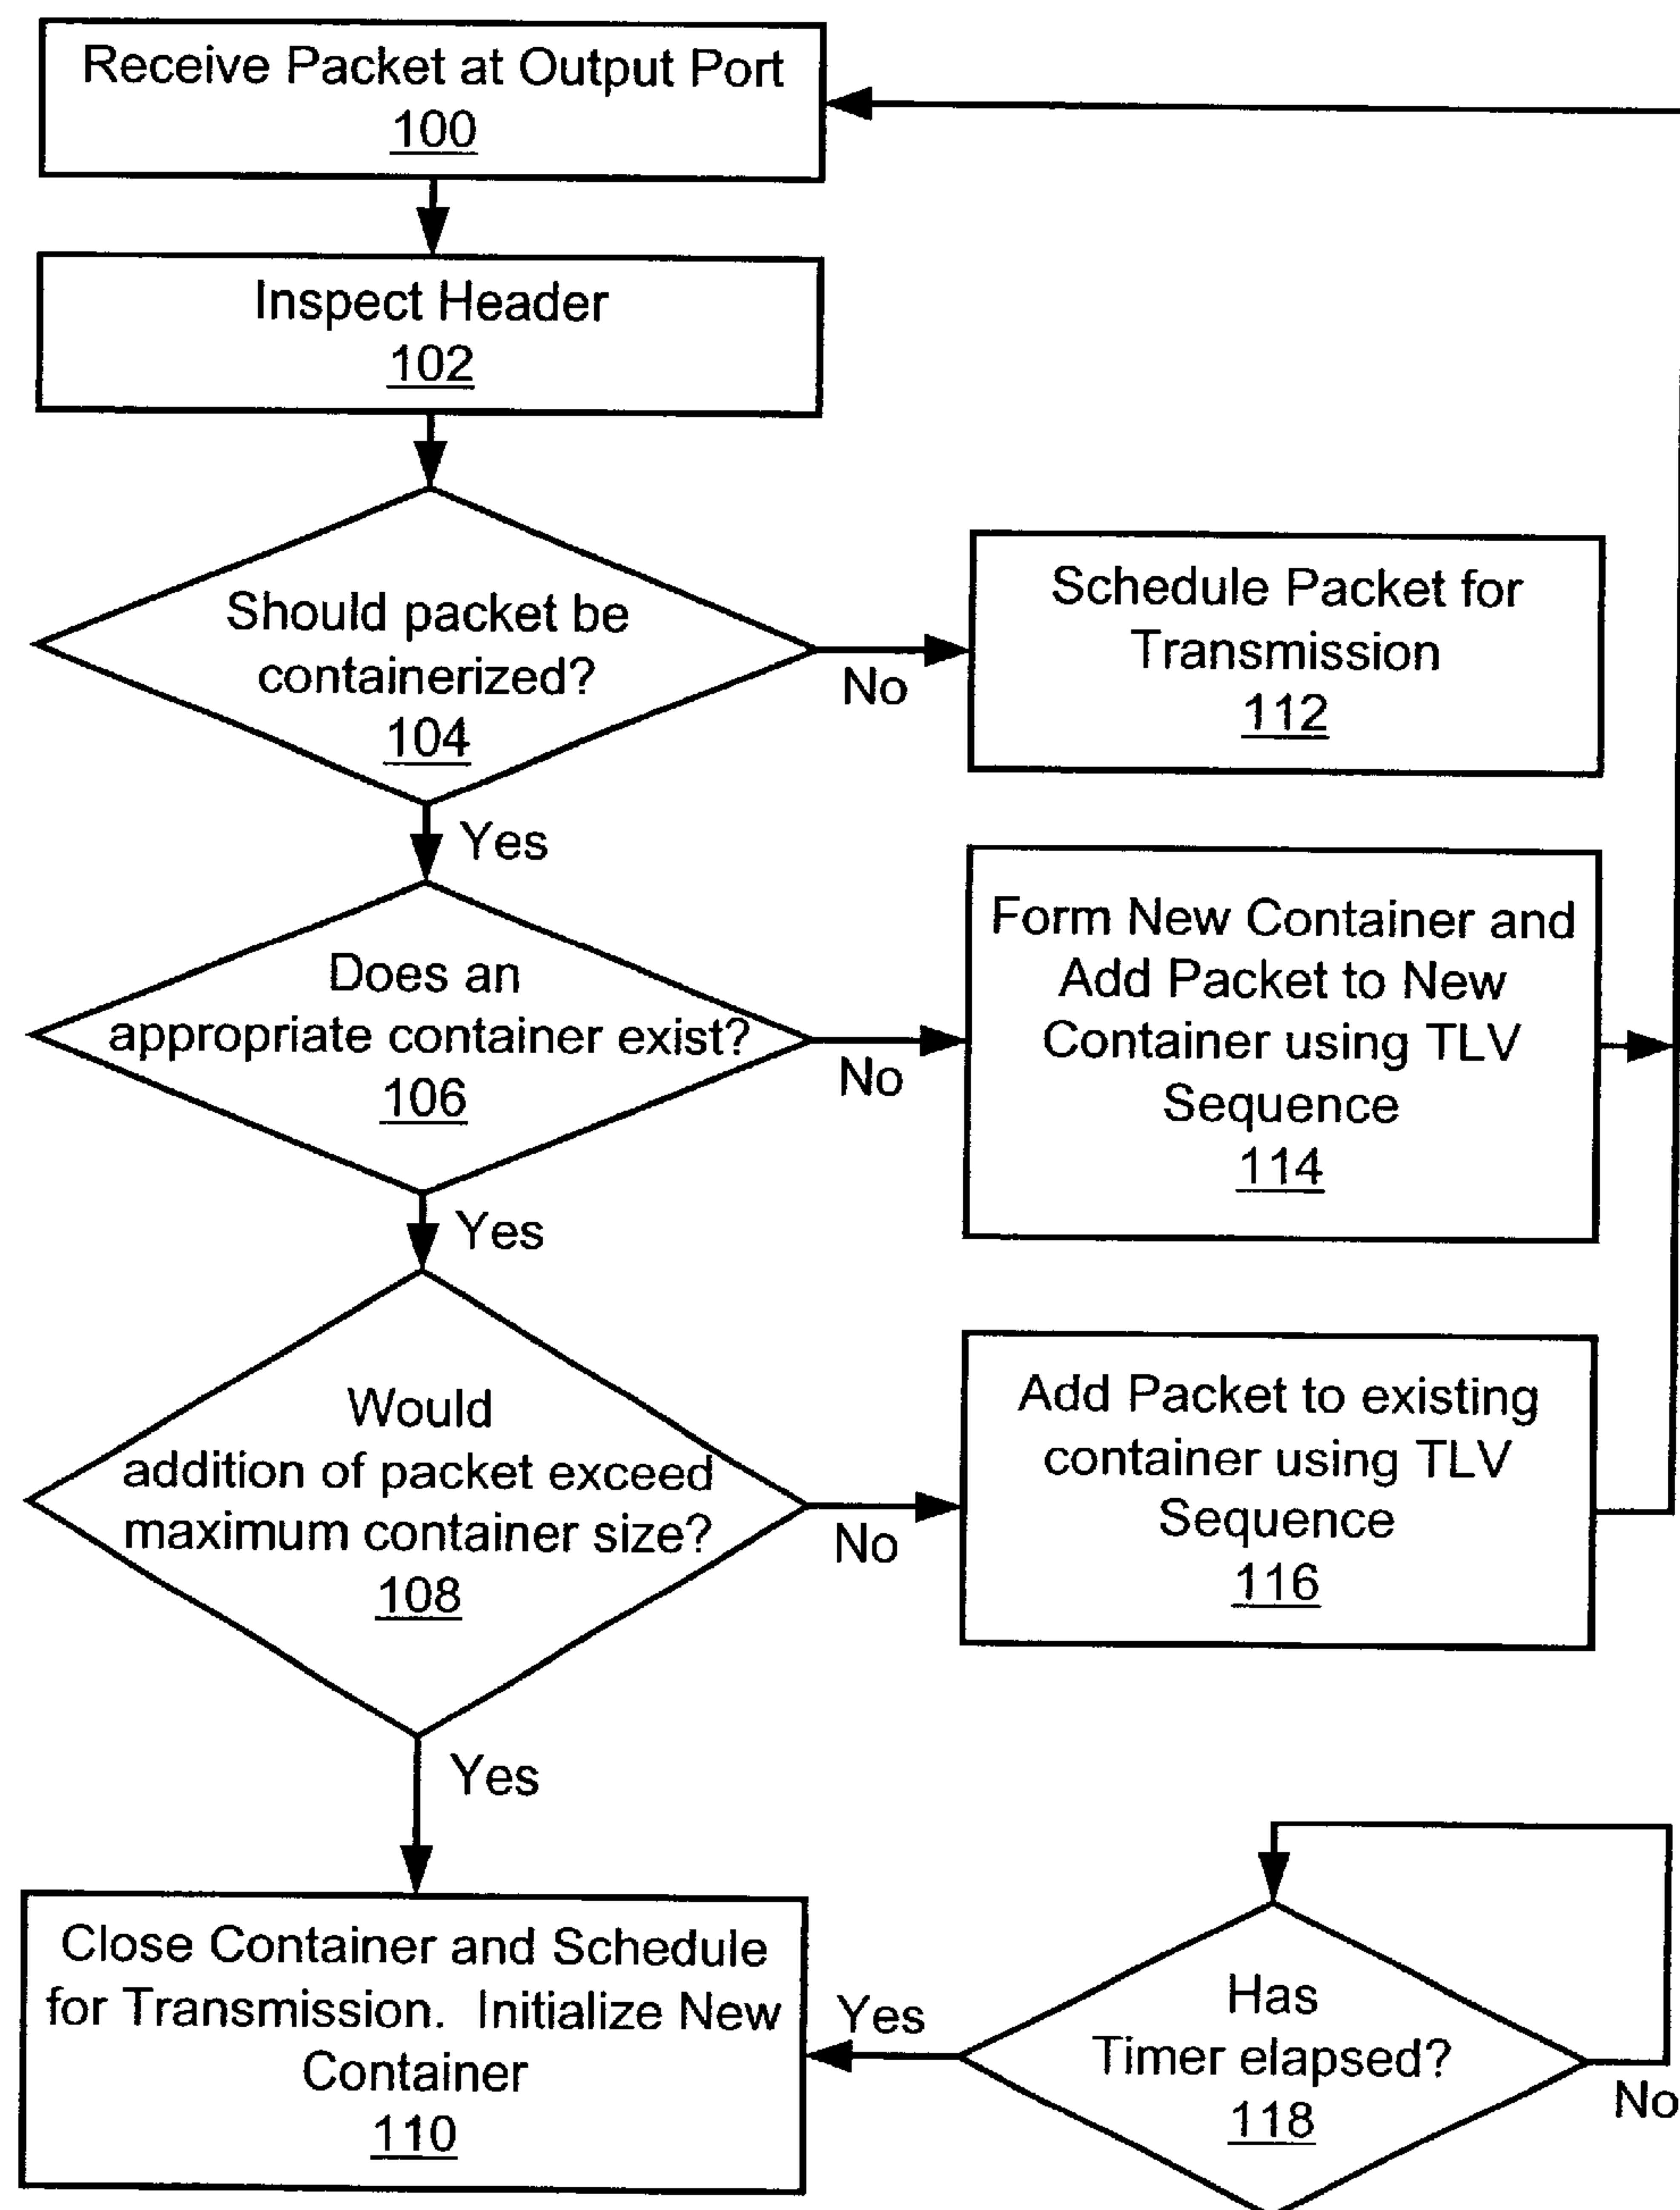 Receive Packet at Output Port
100
Inspect Header
102
Should packet be
containerized?
104
No
Schedule Packet for
Transmission
112
Yes
Does an
appropriate container exist?
106
No
Form New Container and
Add Packet to New
Container using TLV
Sequence
114
Yes
Would
addition of packet exceed
maximum container size?
108
No
Add Packet to existing
container using TLV
Sequence
116
Yes
Close Container and Schedule
for Transmission. Initialize New
Container
110
Yes
Has
Timer elapsed?
118
No